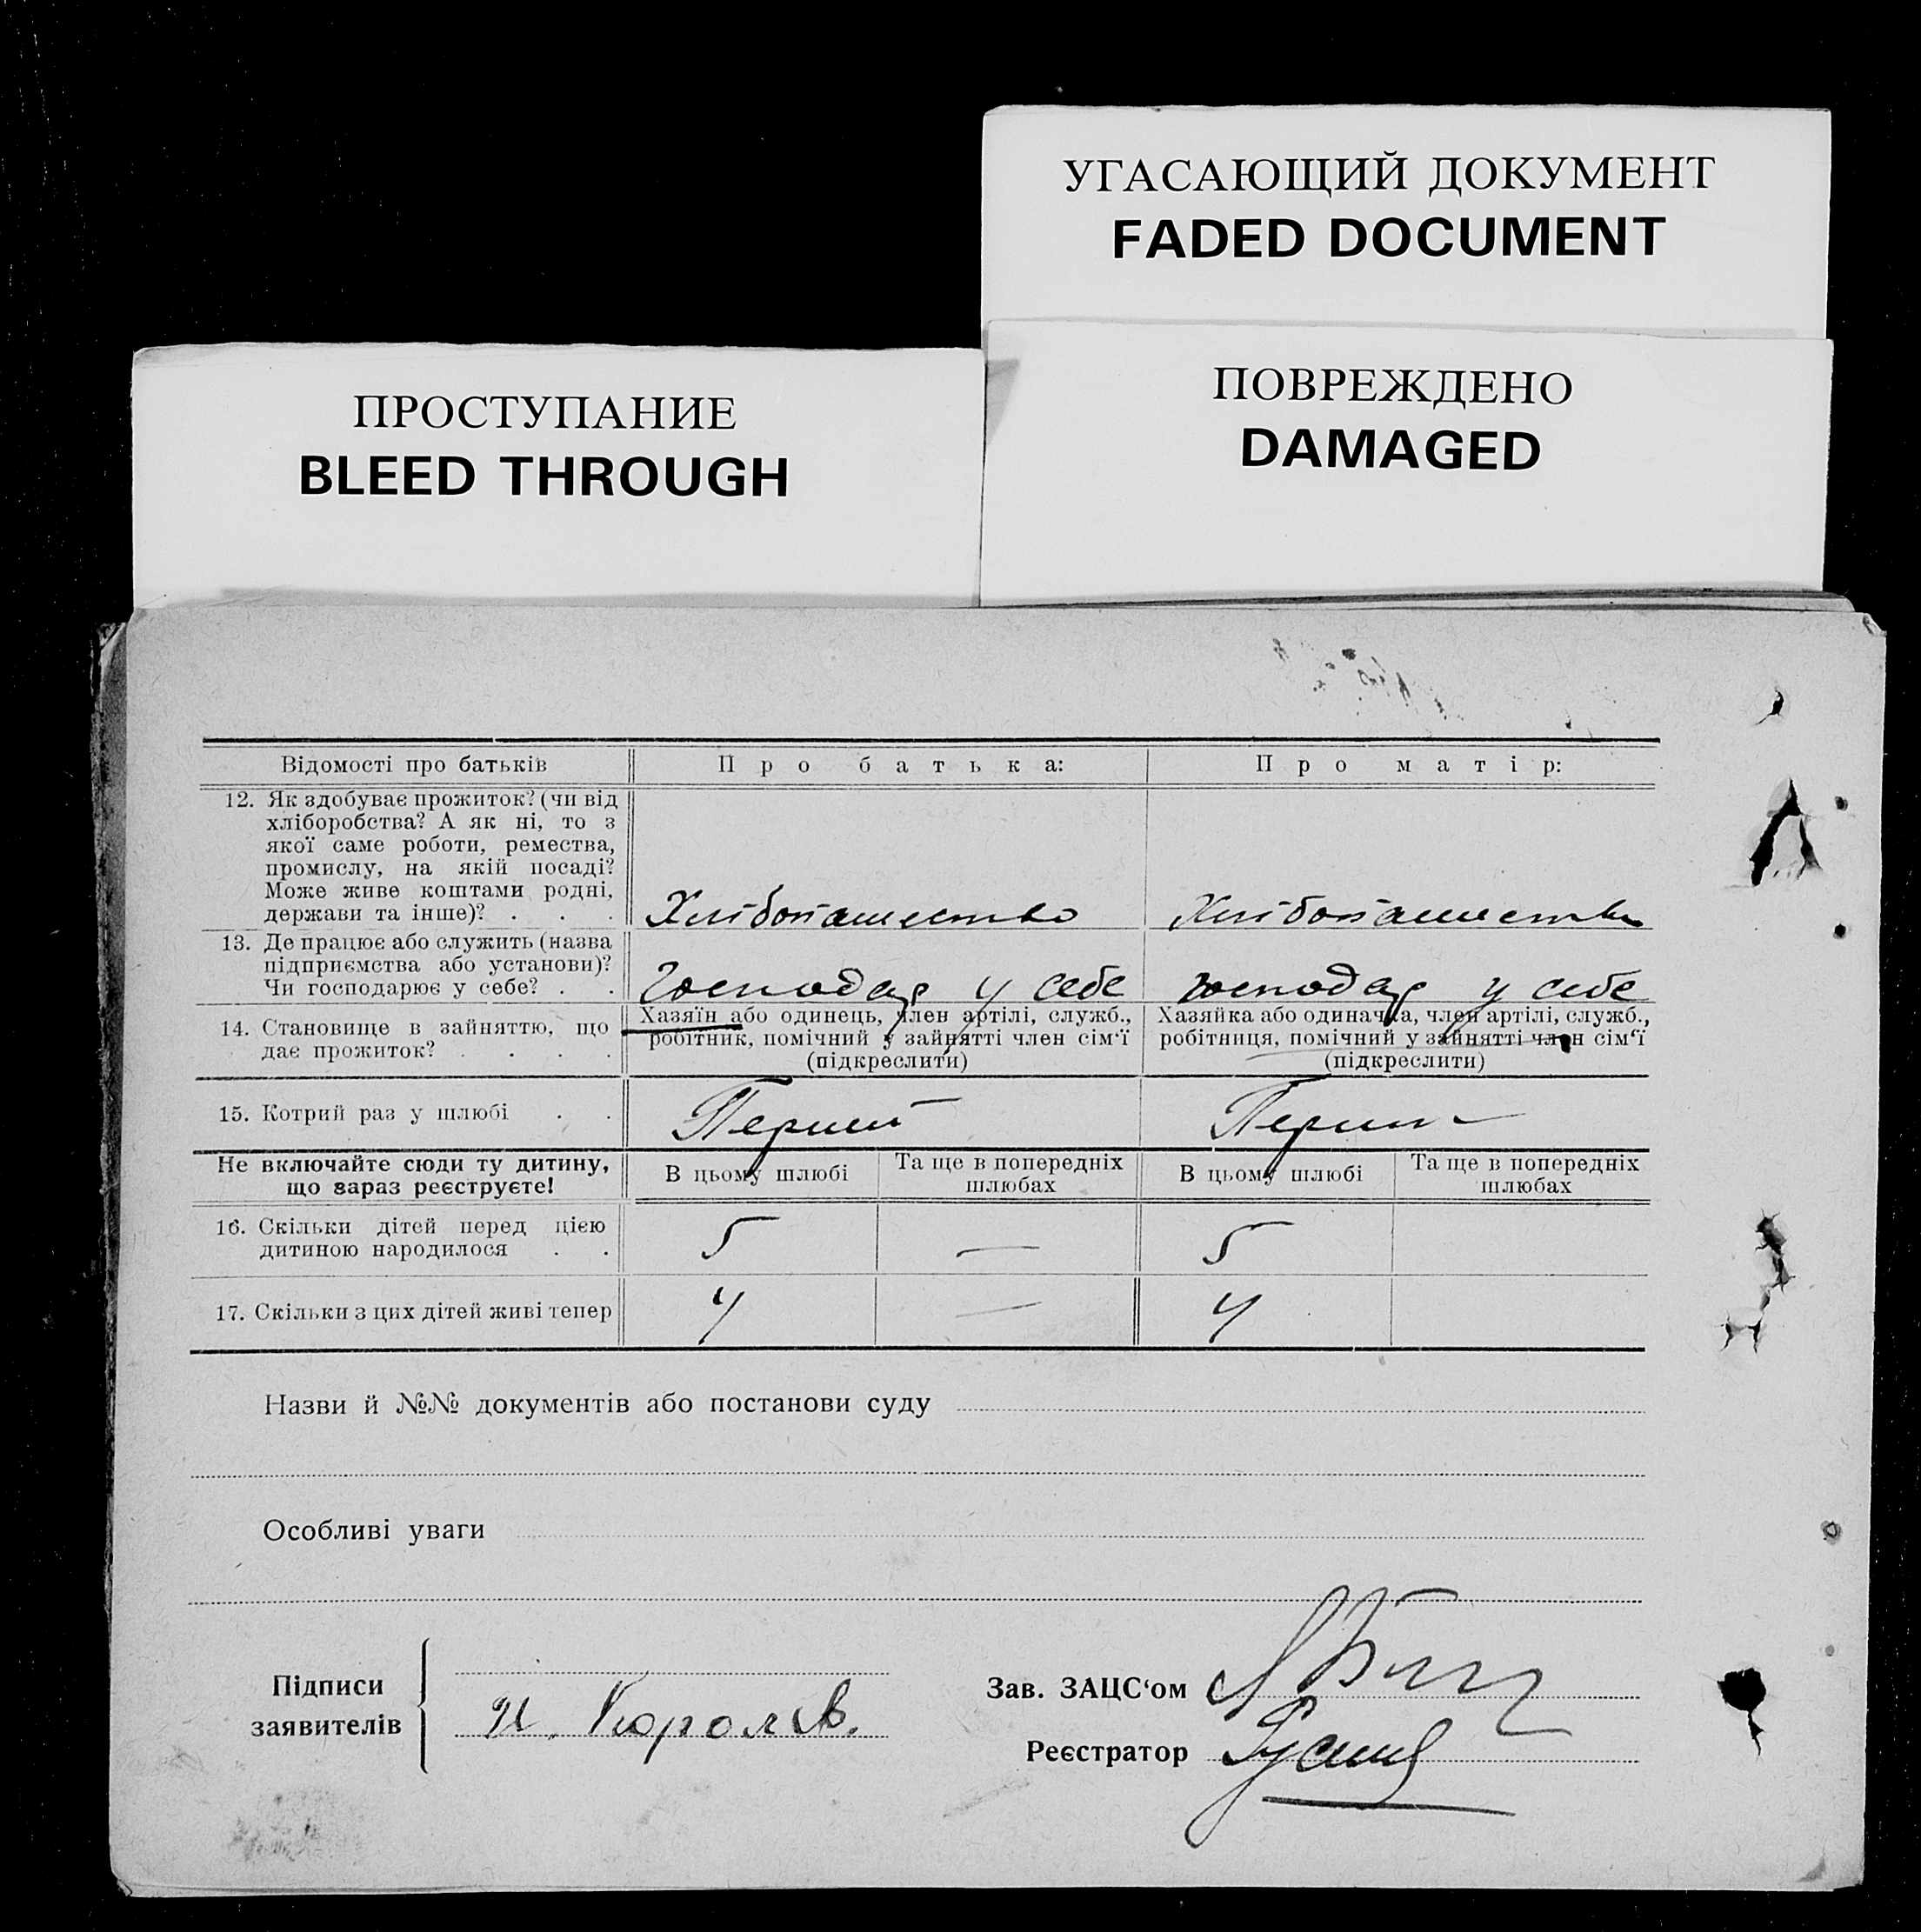 УГАСАЮЩИЙ ДОКУМЕНТ
FADED DOCUMENT
ПОВРЕЖДЕНО
DAMAGED
ПРОСТУПАНИЕ
BLEED THROUGH
Відомості про батьків
Про батька:
Про матір:
12. Як здобуває прожиток? (чи від
хліборобства? А як ні, то з
якої саме роботи, ремества,
промислу, на якій посаді?
Може живе коштами родні,
держави та інше)? . . .
Хлібопашество
Хлібопашество
13. Де працює або служить (назва
підприємства або установи)?
Чи господарює у себе? . .
Господар у себе
господар у себе
14. Становище в зайняттю, що
дає прожиток? . . . .
Хазяїн або одинець, член артілі, служб.,
робітник, помічний у зайнятті член сім‘ї
(підкреслити)
Хазяйка або одиначка, член артілі, служб.,
робітниця, помічний у зайнятті член сім‘ї
(підкреслити)
15. Котрий раз у шлюбі . .
Перший
Не включайте сюди ту дитину,
що зараз реєструєте!
В цьому шлюбі
Та ще в попередніх
шлюбах
В цьому шлюбі
Та ще в попередніх
шлюбах
16. Скільки дітей перед цією
дитиною народилося . .
5
—
5
17. Скільки з цих дітей живі тепер
4
—
4
Назви й №№ документів або постанови суду
Особливі уваги
Підписи
заявителів
Зав. ЗАЦС‘ом
Реєстратор